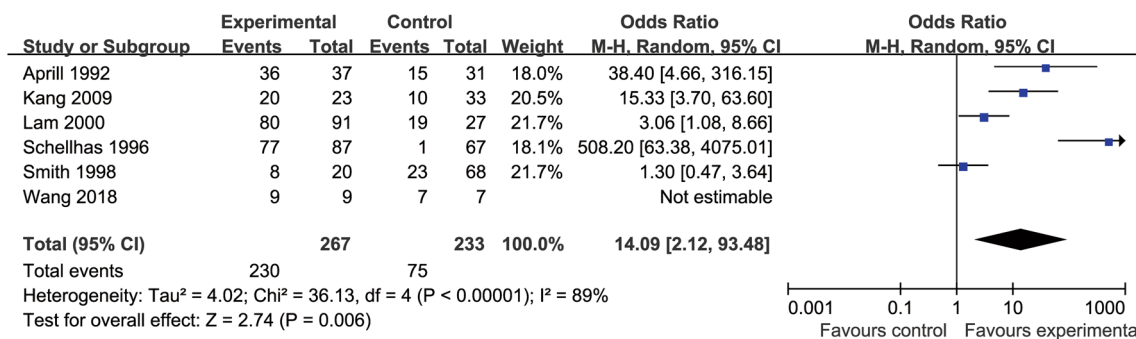 Experimental Control Odds Ratio Odds Ratio
Study or Subgroup Events Total Events Total Weight M-H, Random, 95% CI M-H, Random, 95% CI
Aprill 1992 36 37 15 31 18.0% 38.40 [4.66, 316.15]
Kang 2009 20 23 10 33 20.5% 15.33 [3.70, 63.60]
Lam 2000 80 91 19 27 21.7% 3.06 [1.08, 8.66]
Schellhas 1996 77 87 1 67 18.1% 508.20 [63.38, 4075.01]
Smith 1998 8 20 23 68 21.7% 1.30 [0.47, 3.64]
Wang 2018 9 9 7 7 Not estimable
Total (95% CI) 267 233 100.0% 14.09 [2.12, 93.48]
Total events 230 75
Heterogeneity: Tau² = 4.02; Chi² = 36.13, df = 4 (P < 0.00001); I² = 89%
Test for overall effect: Z = 2.74 (P = 0.006)
0.001 0.1 1 10 1000
Favours control Favours experimenta